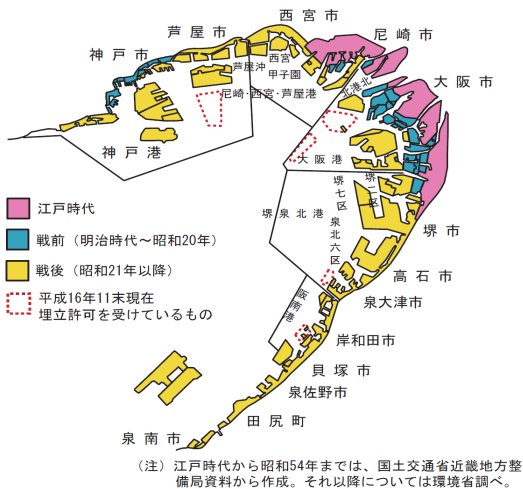 西宮市
芦屋市
尼崎市
神戸市
西宮
芦屋沖
甲子園
北港北
大阪市
尼崎・西宮・芦屋港
神戸港
大阪港
堺二区
堺七区
江戸時代
堺泉北港
泉北六区
堺市
戦前（明治時代～昭和20年）
戦後（昭和21年以降）
高石市
平成16年11末現在
埋立許可を受けているもの
阪南港
泉大津市
岸和田市
貝塚市
泉佐野市
田尻町
泉南市
（注）江戸時代から昭和54年までは、国土交通省近畿地方整
備局資料から作成。それ以降については環境省調べ。